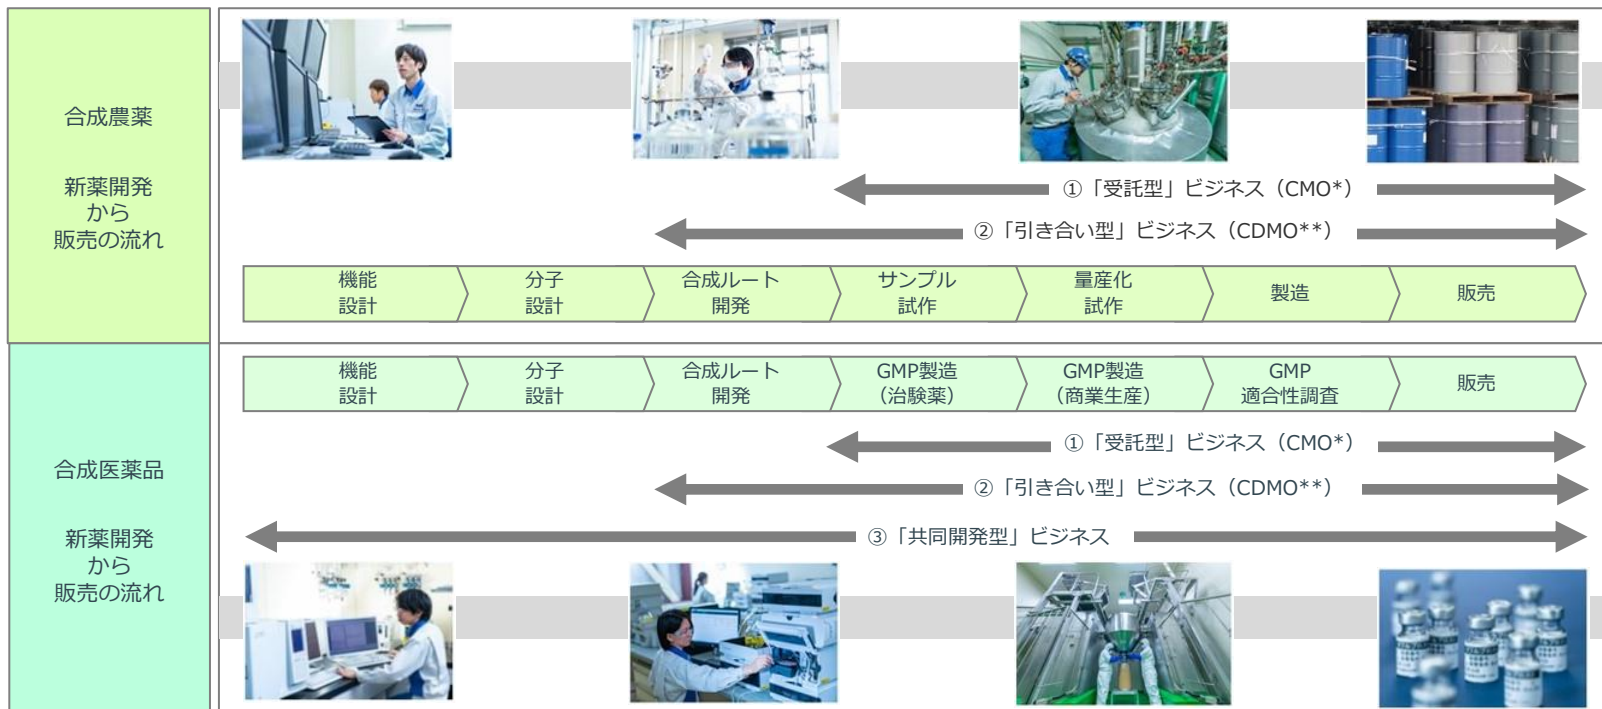 合成農薬
新薬開発
から
販売の流れ
①「受託型」ビジネス（CMO*）
②「引き合い型」ビジネス（CDMO**）
機能
設計
分子
設計
合成ルート
開発
サンプル
試作
量産化
試作
製造
販売
合成医薬品
新薬開発
から
販売の流れ
機能
設計
分子
設計
合成ルート
開発
GMP製造
（治験薬）
GMP製造
（商業生産）
GMP
適合性調査
販売
①「受託型」ビジネス（CMO*）
②「引き合い型」ビジネス（CDMO**）
③「共同開発型」ビジネス